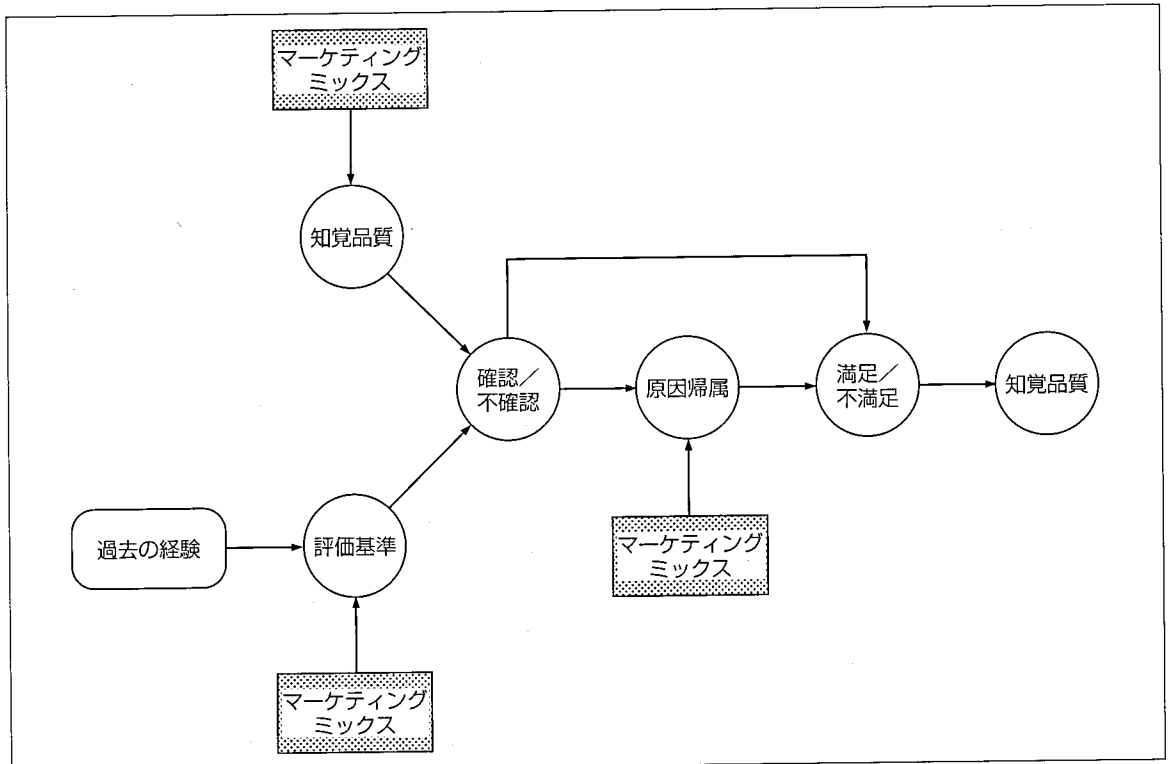 マーケティング
ミックス
知覚品質
確認／
不確認
原因帰属
満足／
不満足
知覚品質
過去の経験
評価基準
マーケティング
ミックス
マーケティング
ミックス